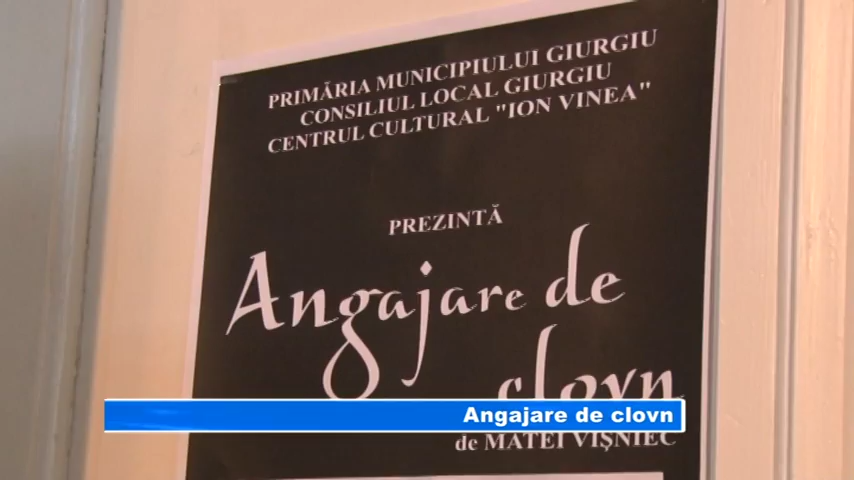 PRIMĂRIA MUNICIPIULUI GIURGIU
CONSILIUL LOCAL GIURGIU
CENTRUL CULTURAL "ION VINEA"
PREZINTĂ
Angajare de
clovn
Angajare de clovn
de MATEI VIȘNIEC